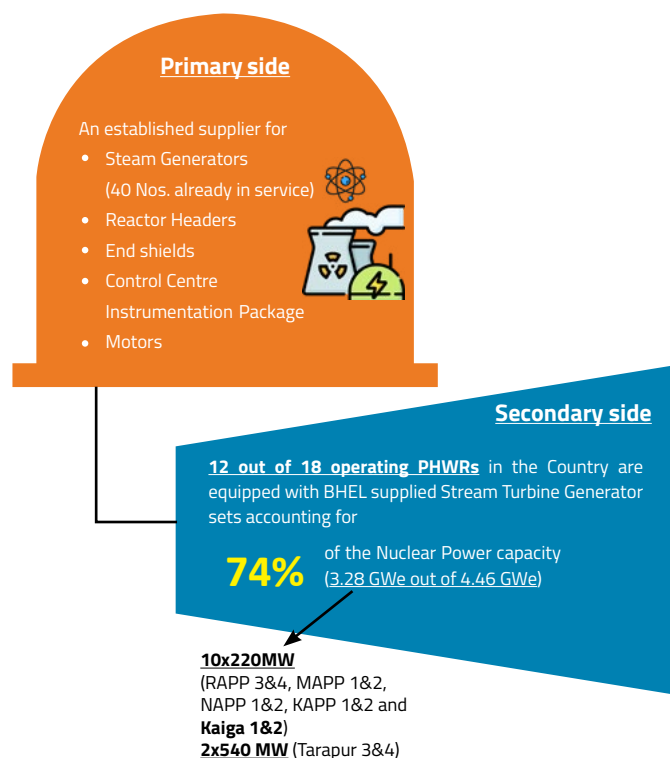 Primary side
An established supplier for
• Steam Generators
(40 Nos. already in service)
• Reactor Headers
• End shields
• Control Centre
Instrumentation Package
• Motors
Secondary side
12 out of 18 operating PHWRs in the Country are
equipped with BHEL supplied Stream Turbine Generator
sets accounting for
74% of the Nuclear Power capacity
(3.28 GWe out of 4.46 GWe)
10x220MW
(RAPP 3&4, MAPP 1&2,
NAPP 1&2, KAPP 1&2 and
Kaiga 1&2)
2x540 MW (Tarapur 3&4)